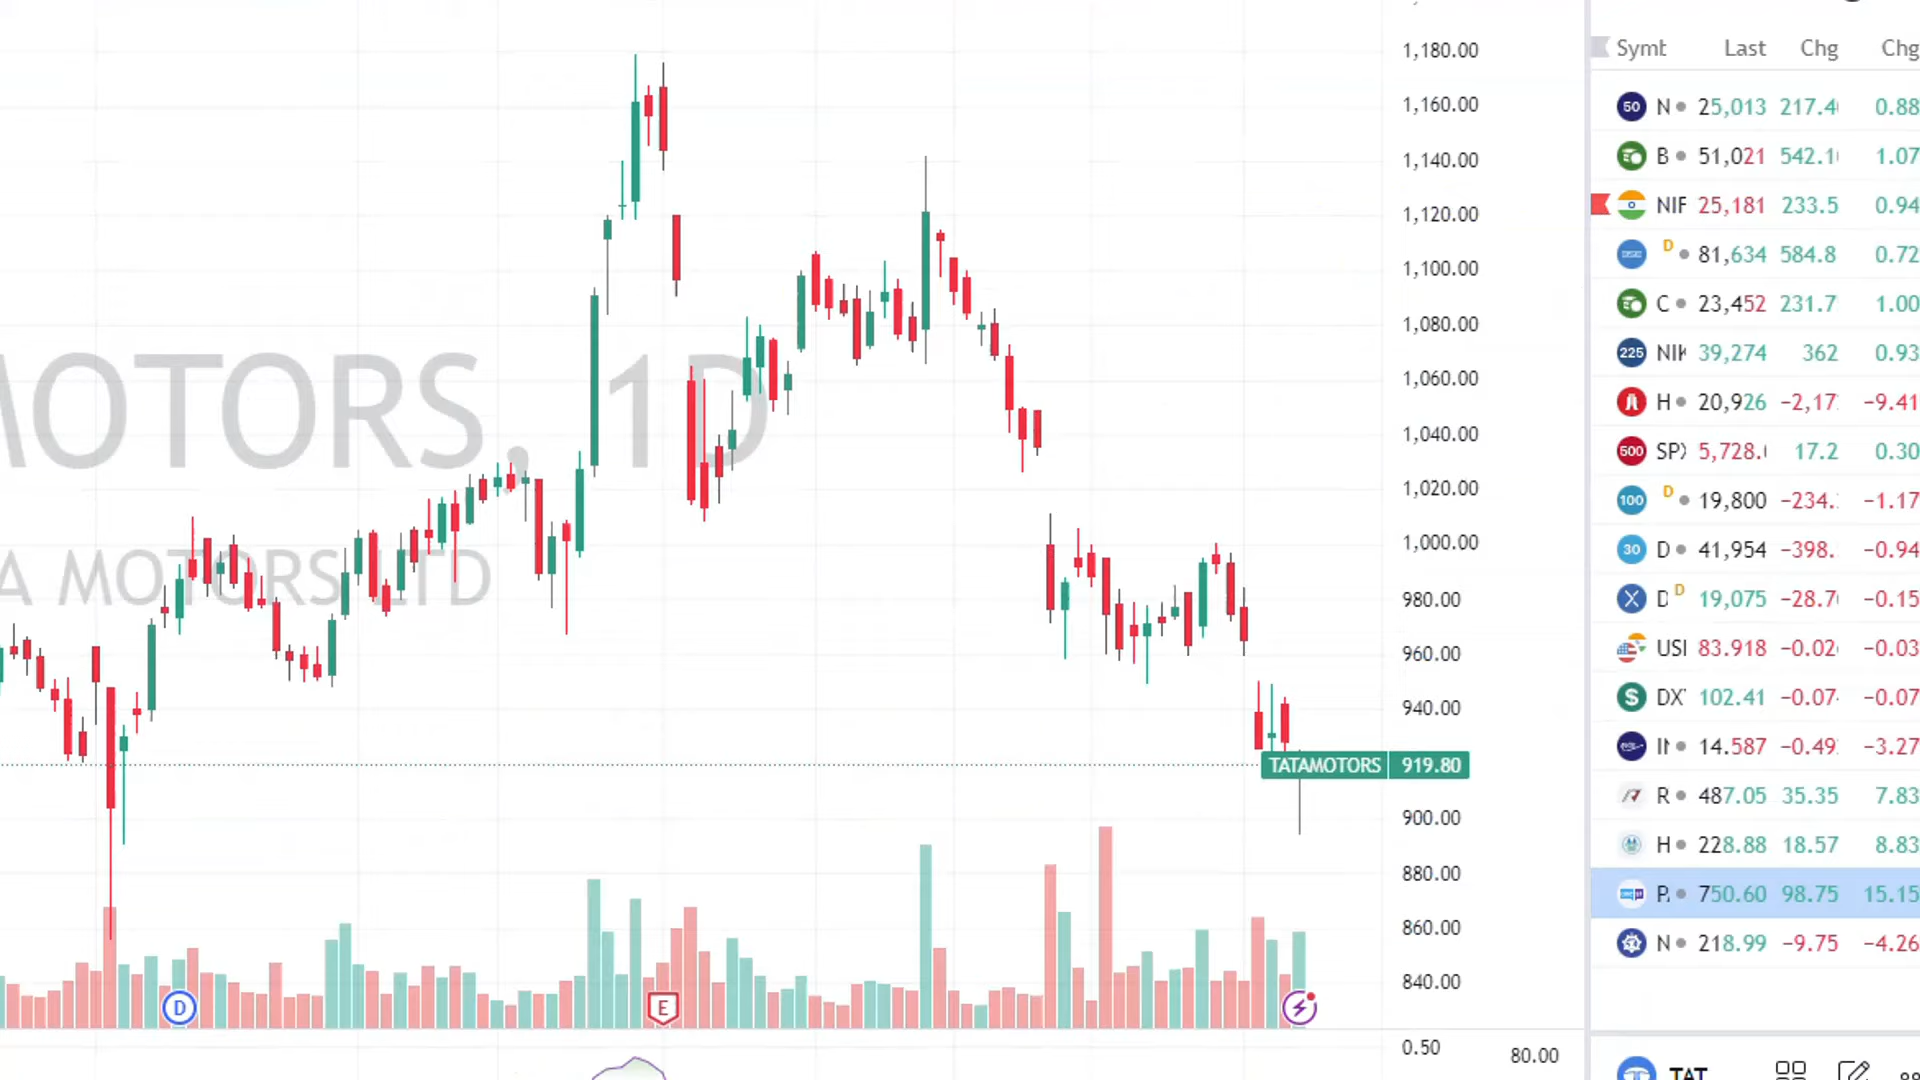 MOTORS, 1D
A MOTORS LTD
1,180.00
1,160.00
1,140.00
1,120.00
1,100.00
1,080.00
1,060.00
1,040.00
1,020.00
1,000.00
980.00
960.00
940.00
TATAMOTORS 919.80
900.00
880.00
860.00
840.00
D
E
0.50 80.00
Symt Last Chg Chg
50 N 25,013 217.4 0.88
B 51,021 542.1 1.07
NIF 25,181 233.5 0.94
D 81,634 584.8 0.72
C 23,452 231.7 1.00
225 NIK 39,274 362 0.93
H 20,926 −2,17 −9.41
500 SPX 5,728. 17.2 0.30
100 D 19,800 −234. −1.17
30 D 41,954 −398. −0.94
X D D 19,075 −28.7 −0.15
USI 83.918 −0.02 −0.03
S DXY 102.41 −0.07 −0.07
IN 14.587 −0.49 −3.27
R 487.05 35.35 7.83
H 228.88 18.57 8.83
P 750.60 98.75 15.15
N 218.99 −9.75 −4.26
TAT